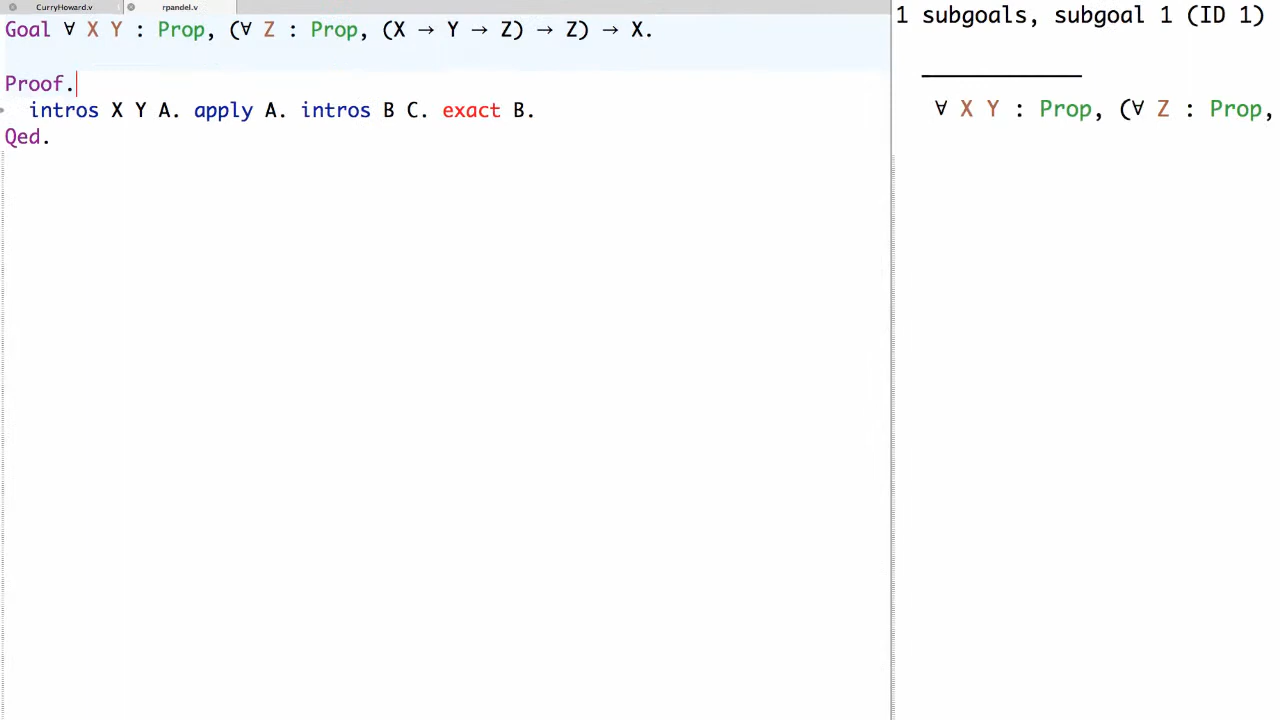 CurryHoward.v
rpandel.v
Goal ∀ X Y : Prop, (∀ Z : Prop, (X → Y → Z) → Z) → X.
Proof.
intros X Y A. apply A. intros B C. exact B.
Qed.
1 subgoals, subgoal 1 (ID 1)
∀ X Y : Prop, (∀ Z : Prop,